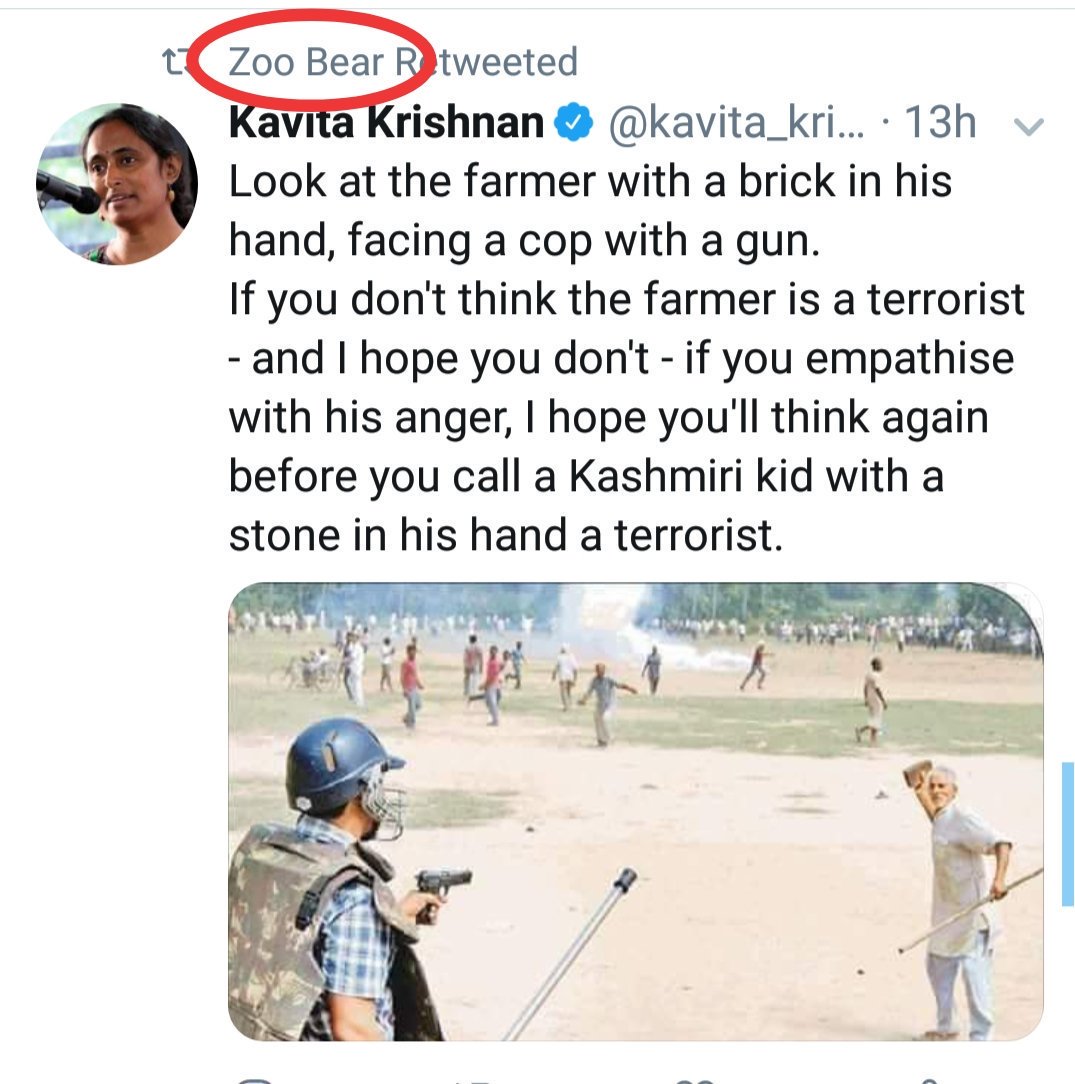 Zoo Bear Retweeted
Kavita Krishnan @kavita_kri... · 13h
Look at the farmer with a brick in his
hand, facing a cop with a gun.
If you don't think the farmer is a terrorist
- and I hope you don't - if you empathise
with his anger, I hope you'll think again
before you call a Kashmiri kid with a
stone in his hand a terrorist.